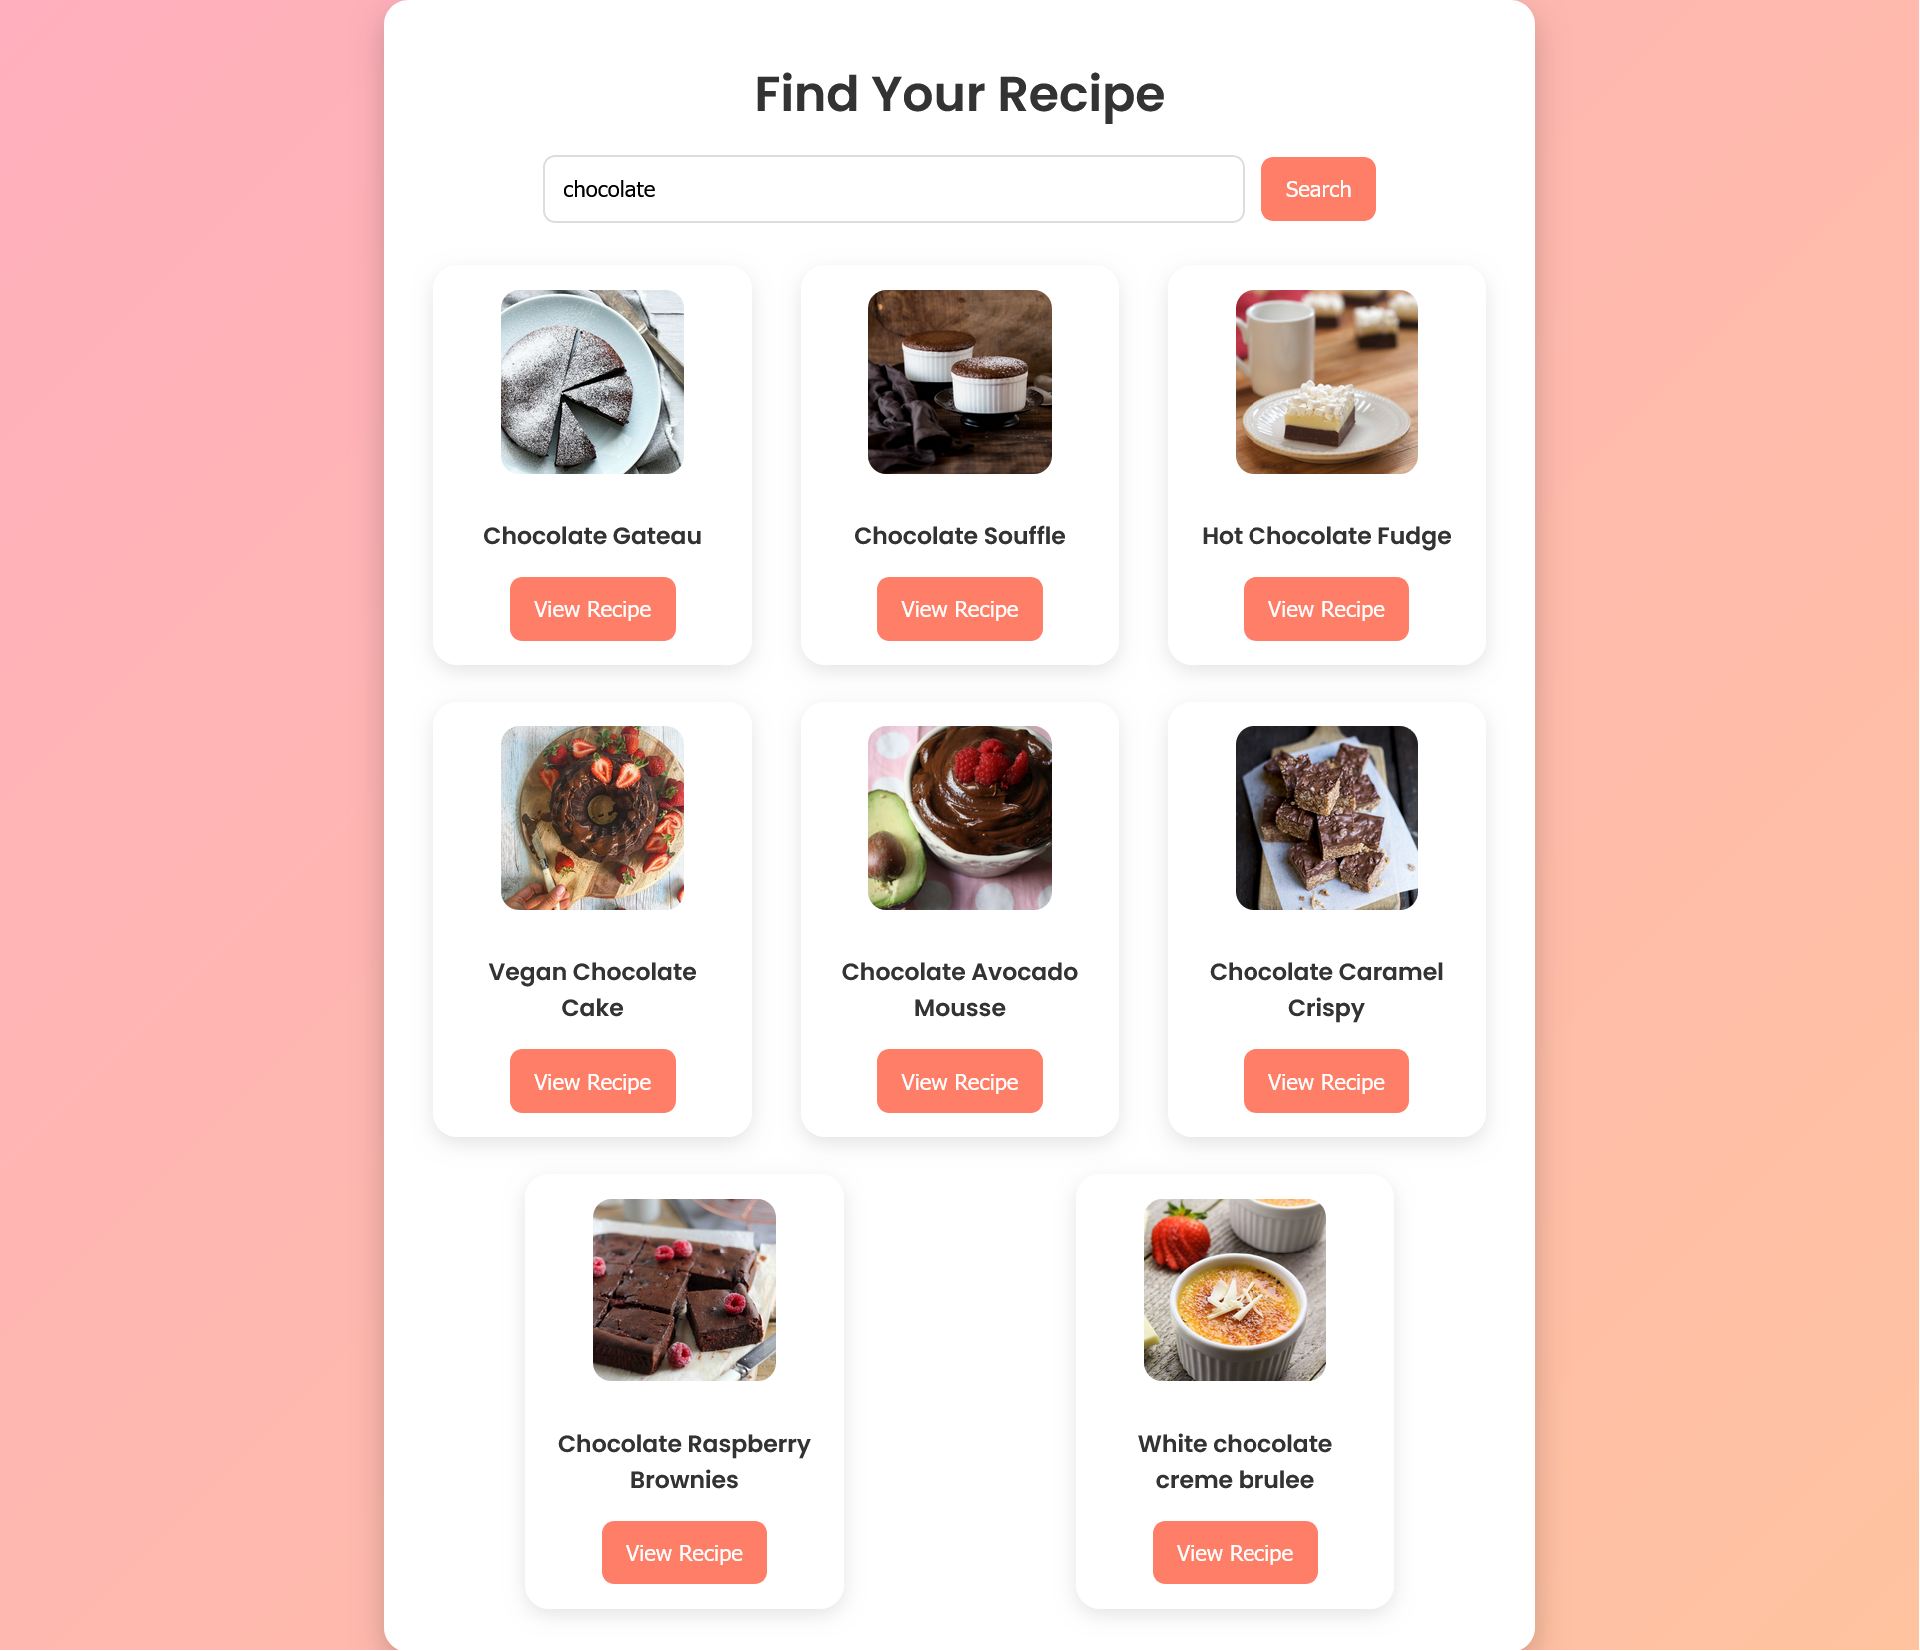 Find Your Recipe
chocolate
Search
Chocolate Gateau
Chocolate Souffle
Hot Chocolate Fudge
View Recipe
View Recipe
View Recipe
Vegan Chocolate
Cake
Chocolate Avocado
Mousse
Chocolate Caramel
Crispy
View Recipe
View Recipe
View Recipe
Chocolate Raspberry
Brownies
White chocolate
creme brulee
View Recipe
View Recipe